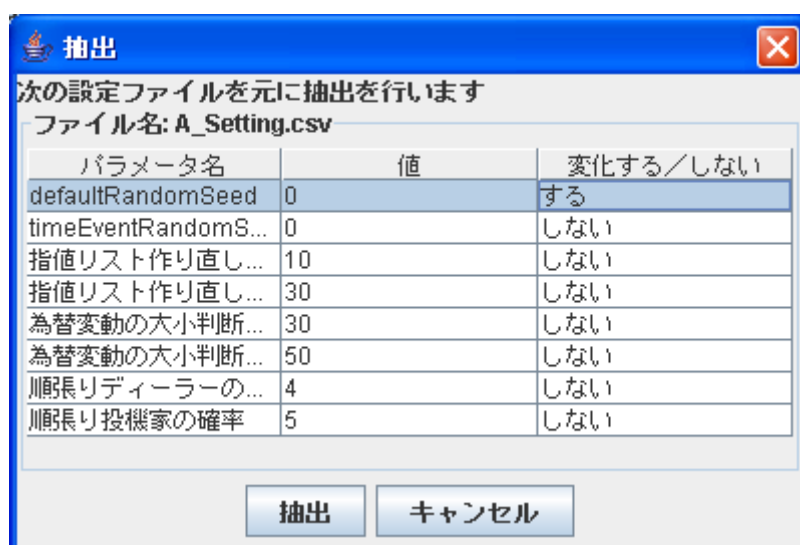 抽出
次の設定ファイルを元に抽出を行います
ファイル名: A_Setting.csv
パラメータ名 値 変化する／しない
defaultRandomSeed 0 する
timeEventRandomS... 0 しない
指値リスト作り直し... 10 しない
指値リスト作り直し... 30 しない
為替変動の大小判断... 30 しない
為替変動の大小判断... 50 しない
順張りディーラーの... 4 しない
順張り投機家の確率 5 しない
抽出 キャンセル